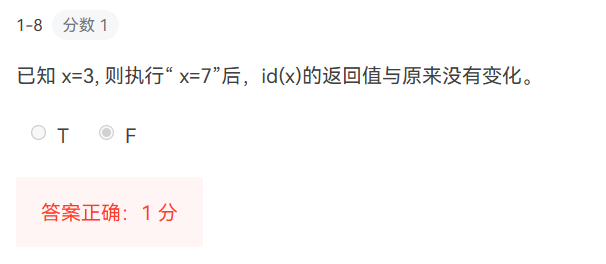 1-8 分数 1
已知 x=3, 则执行“ x=7”后，id(x)的返回值与原来没有变化。
T F
答案正确：1 分